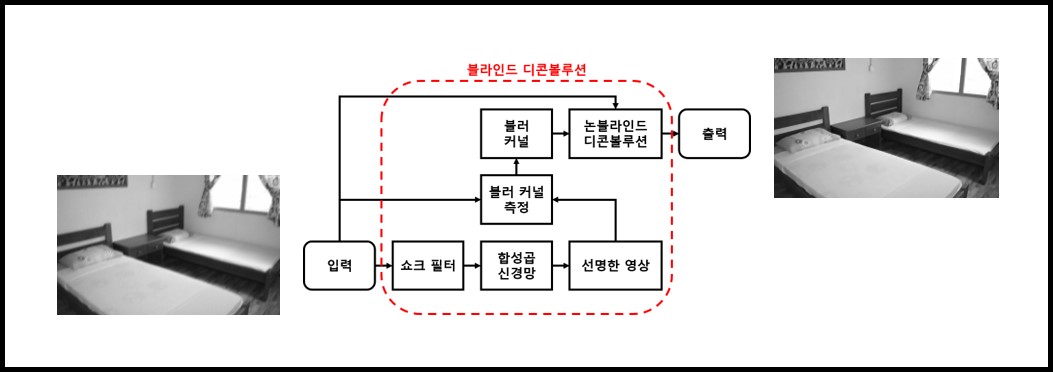 블라인드 디콘볼루션
블러
커널
논블라인드
디콘볼루션
출력
블러 커널
측정
입력
쇼크 필터
합성곱
신경망
선명한 영상